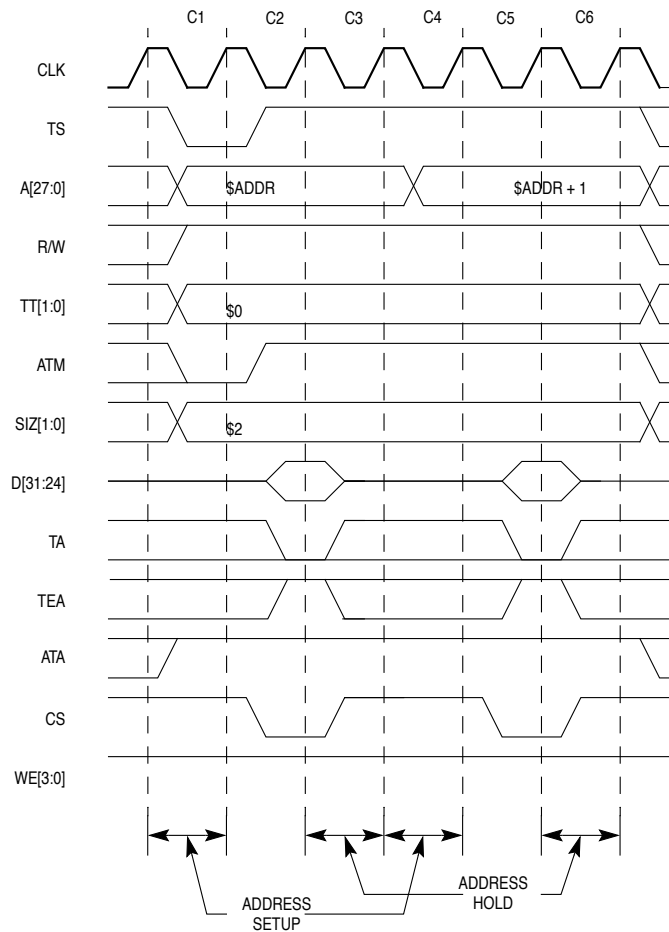 C1 C2 C3 C4 C5 C6
CLK
TS
A[27:0] $ADDR $ADDR + 1
R/W
TT[1:0] $0
ATM
SIZ[1:0] $2
D[31:24]
TA
TEA
ATA
CS
WE[3:0]
ADDRESS
SETUP
ADDRESS
HOLD